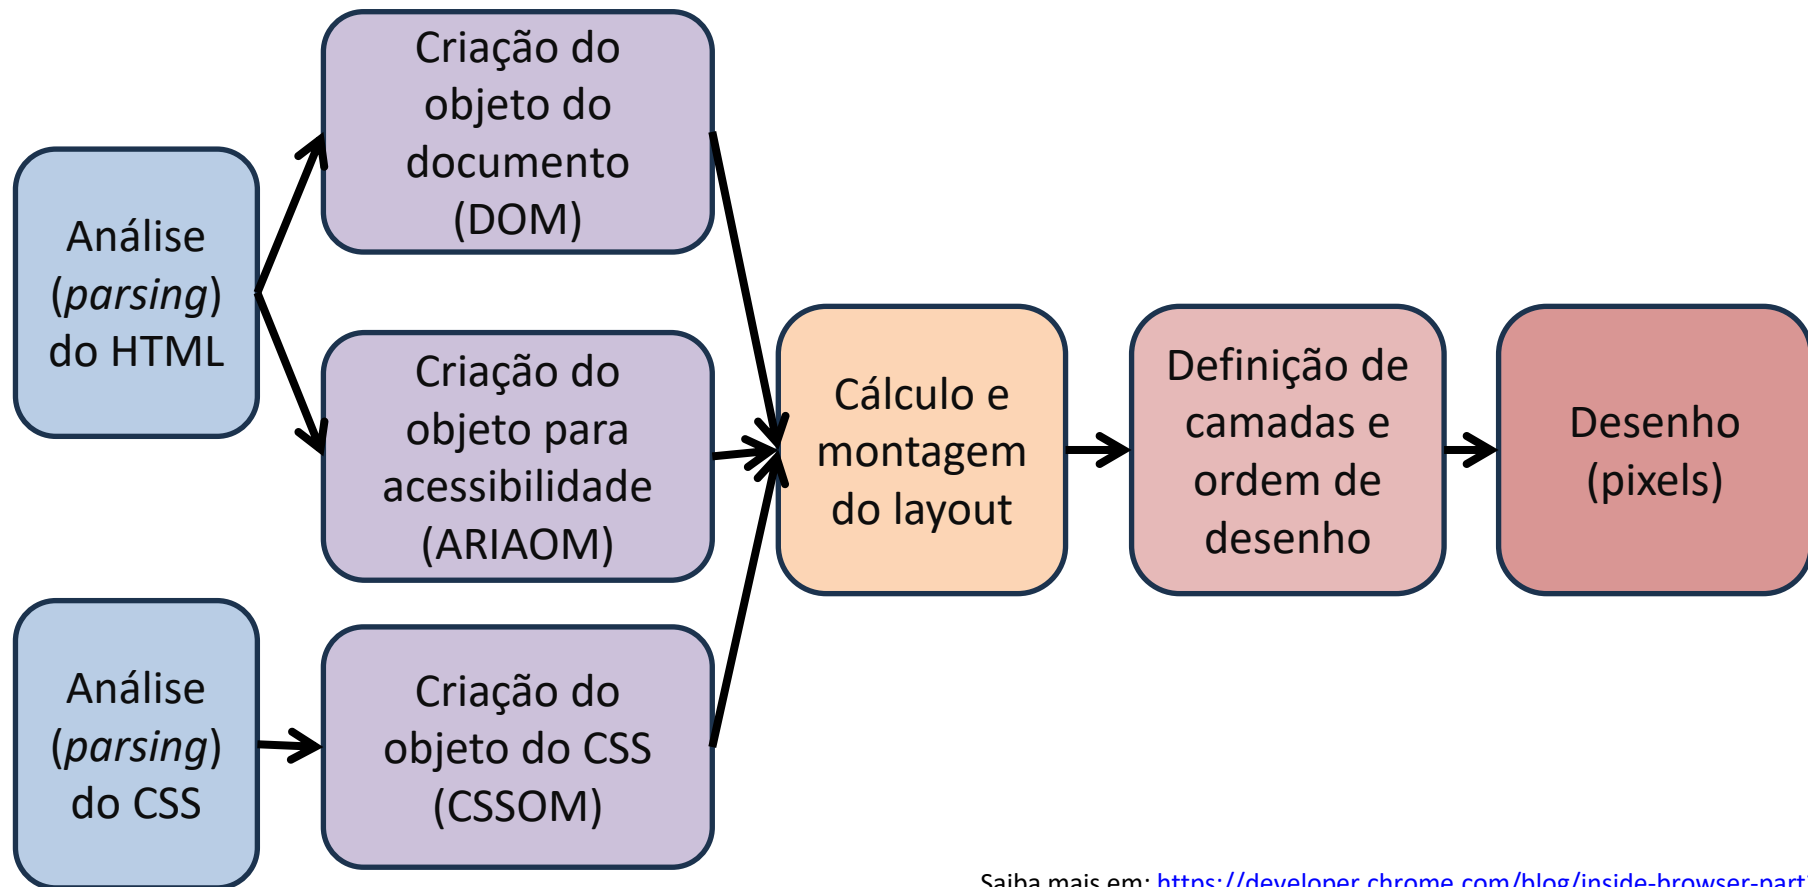 Análise
(parsing)
do HTML
Criação do
objeto do
documento
(DOM)
Criação do
objeto para
acessibilidade
(ARIAOM)
Análise
(parsing)
do CSS
Criação do
objeto do CSS
(CSSOM)
Cálculo e
montagem
do layout
Definição de
camadas e
ordem de
desenho
Desenho
(pixels)
Saiba mais em: https://developer.chrome.com/blog/inside-browser-part